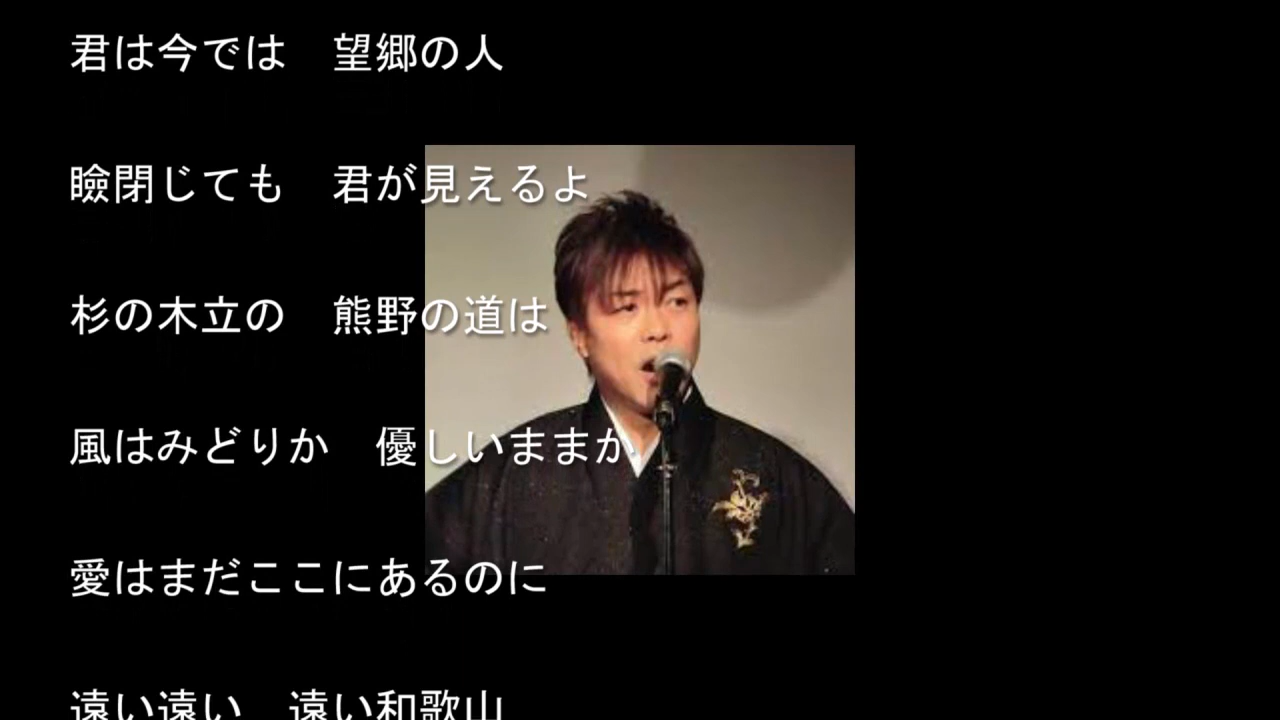 君は今では　望郷の人
瞼閉じても　君が見えるよ
杉の木立の　熊野の道は
風はみどりか　優しいままか
愛はまだここにあるのに
遠い遠い　遠い和歌山